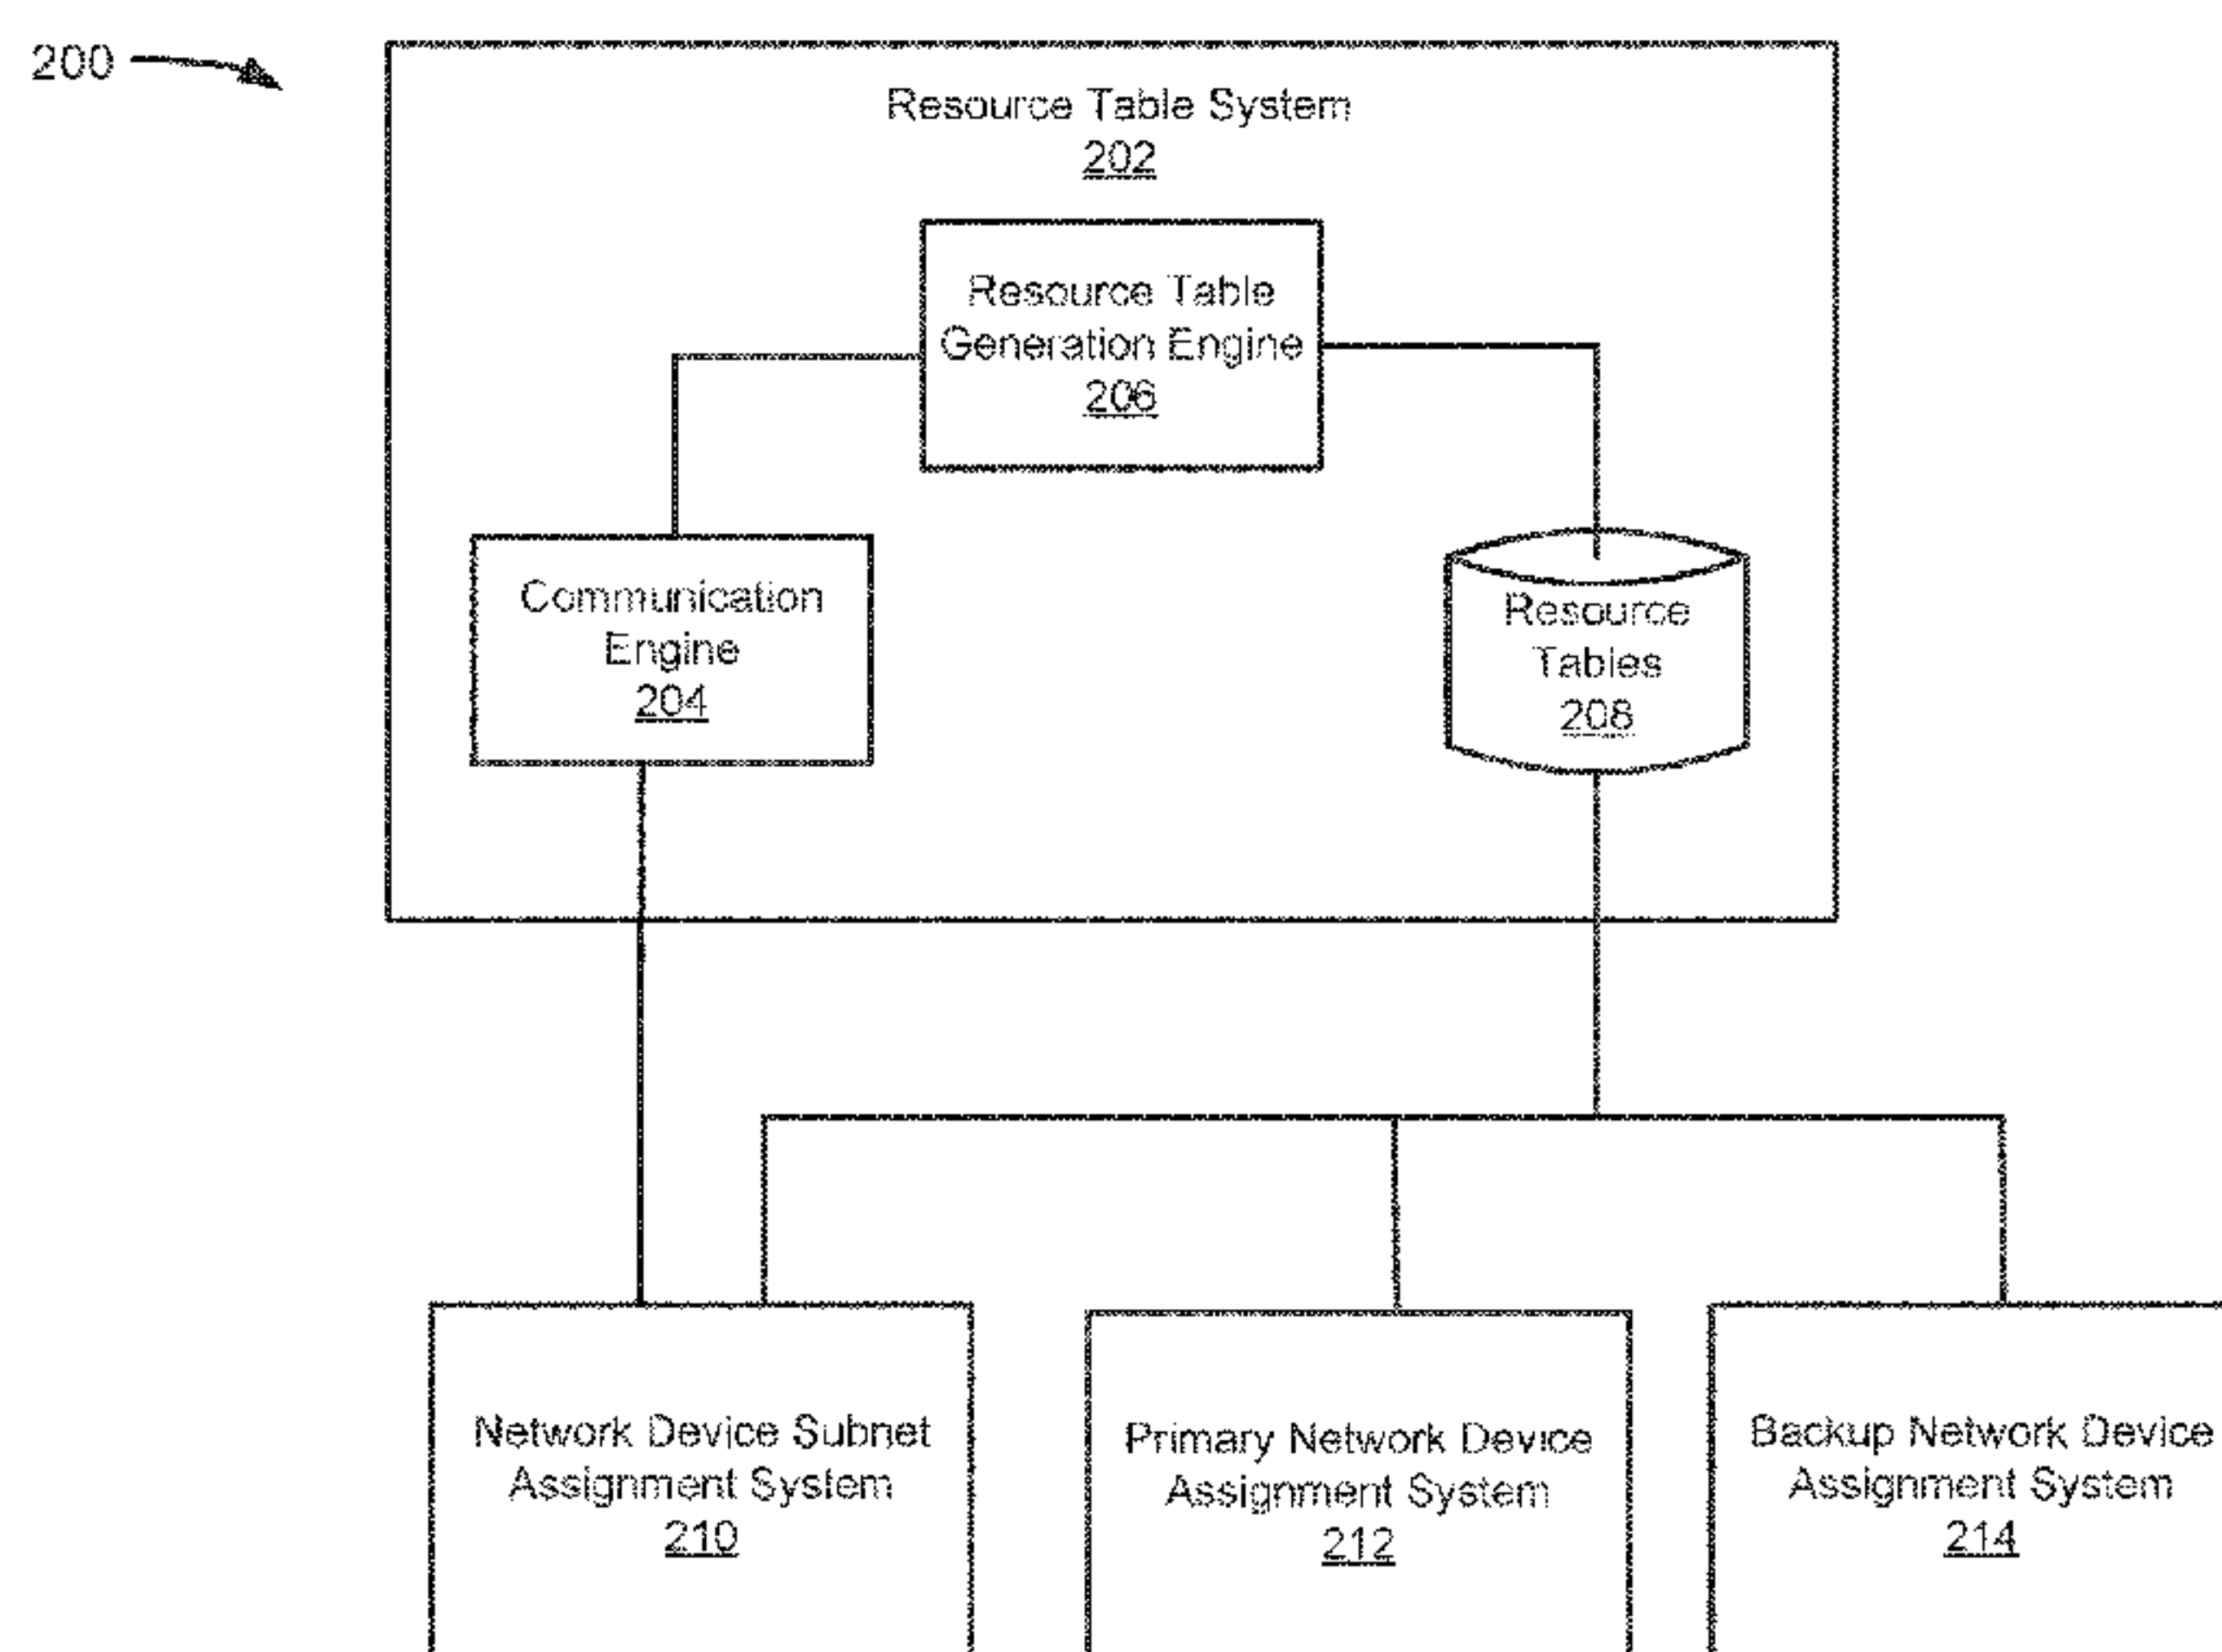 200
Resource Table System
202
Resource Table
Generation Engine
206
Communication
Engine
204
Resource
Tables
208
Network Device Subnet
Assignment System
210
Primary Network Device
Assignment System
212
Backup Network Device
Assignment System
214